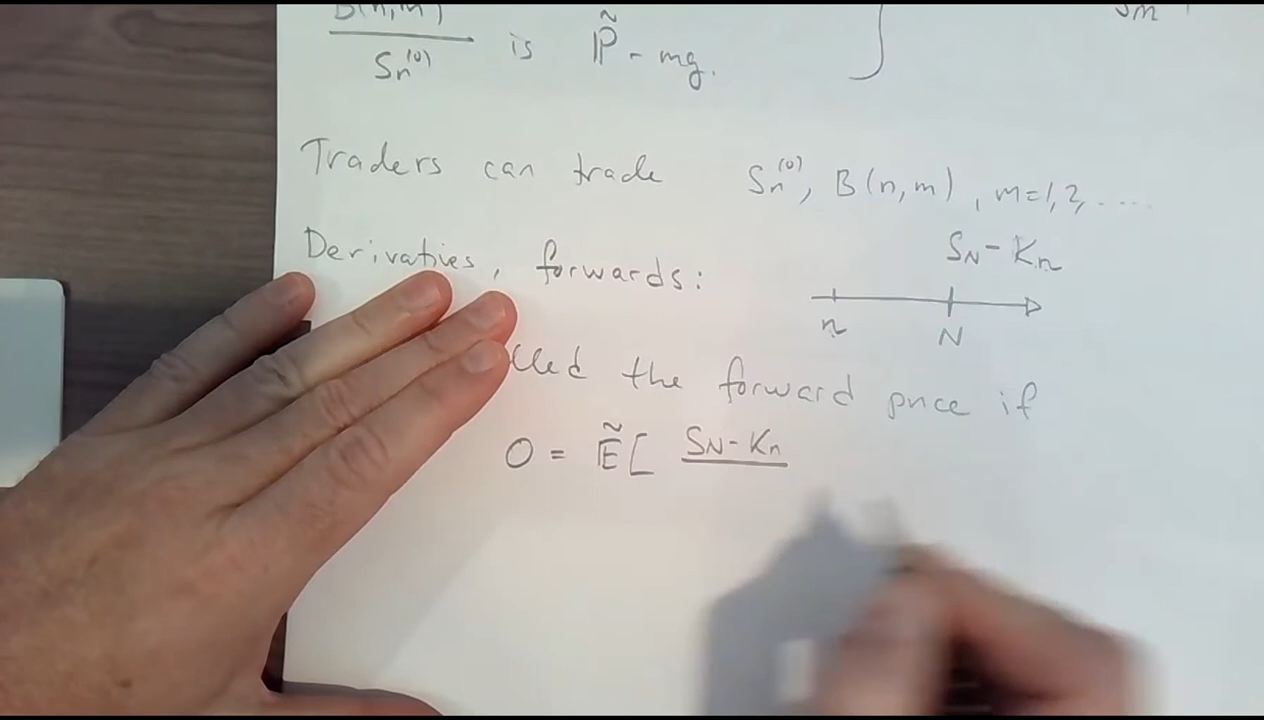 B(n,m)
Sn^(0) is P̃ - mg.
Sm
Traders can trade Sn^(0), B(n,m), m=1,2,....
Derivaties, forwards:
SN - Kn
n N
the forward price if
0 = Ẽ[ SN - Kn